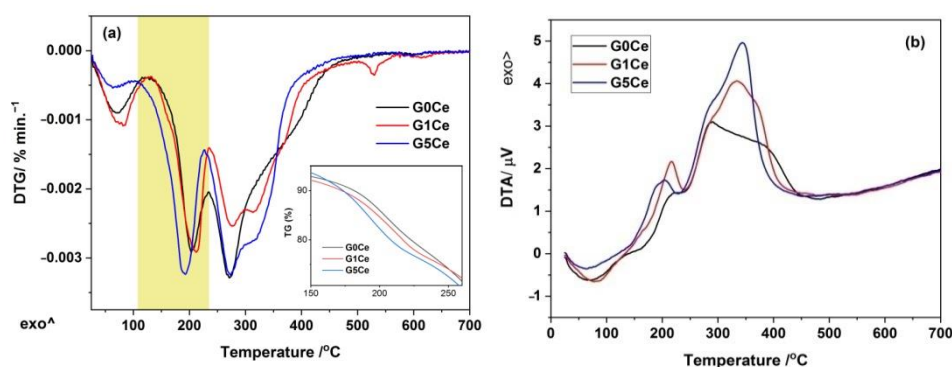 (a)
0.000
−0.001
−0.002
−0.003
DTG/ % min.⁻¹
G0Ce
G1Ce
G5Ce
90
80
TG (%)
G0Ce
G1Ce
G5Ce
150 200 250
exo^
100 200 300 400 500 600 700
Temperature /°C
(b)
exo>
G0Ce
G1Ce
G5Ce
5
4
3
2
1
0
−1
DTA/ μV
0 100 200 300 400 500 600 700
Temperature /°C